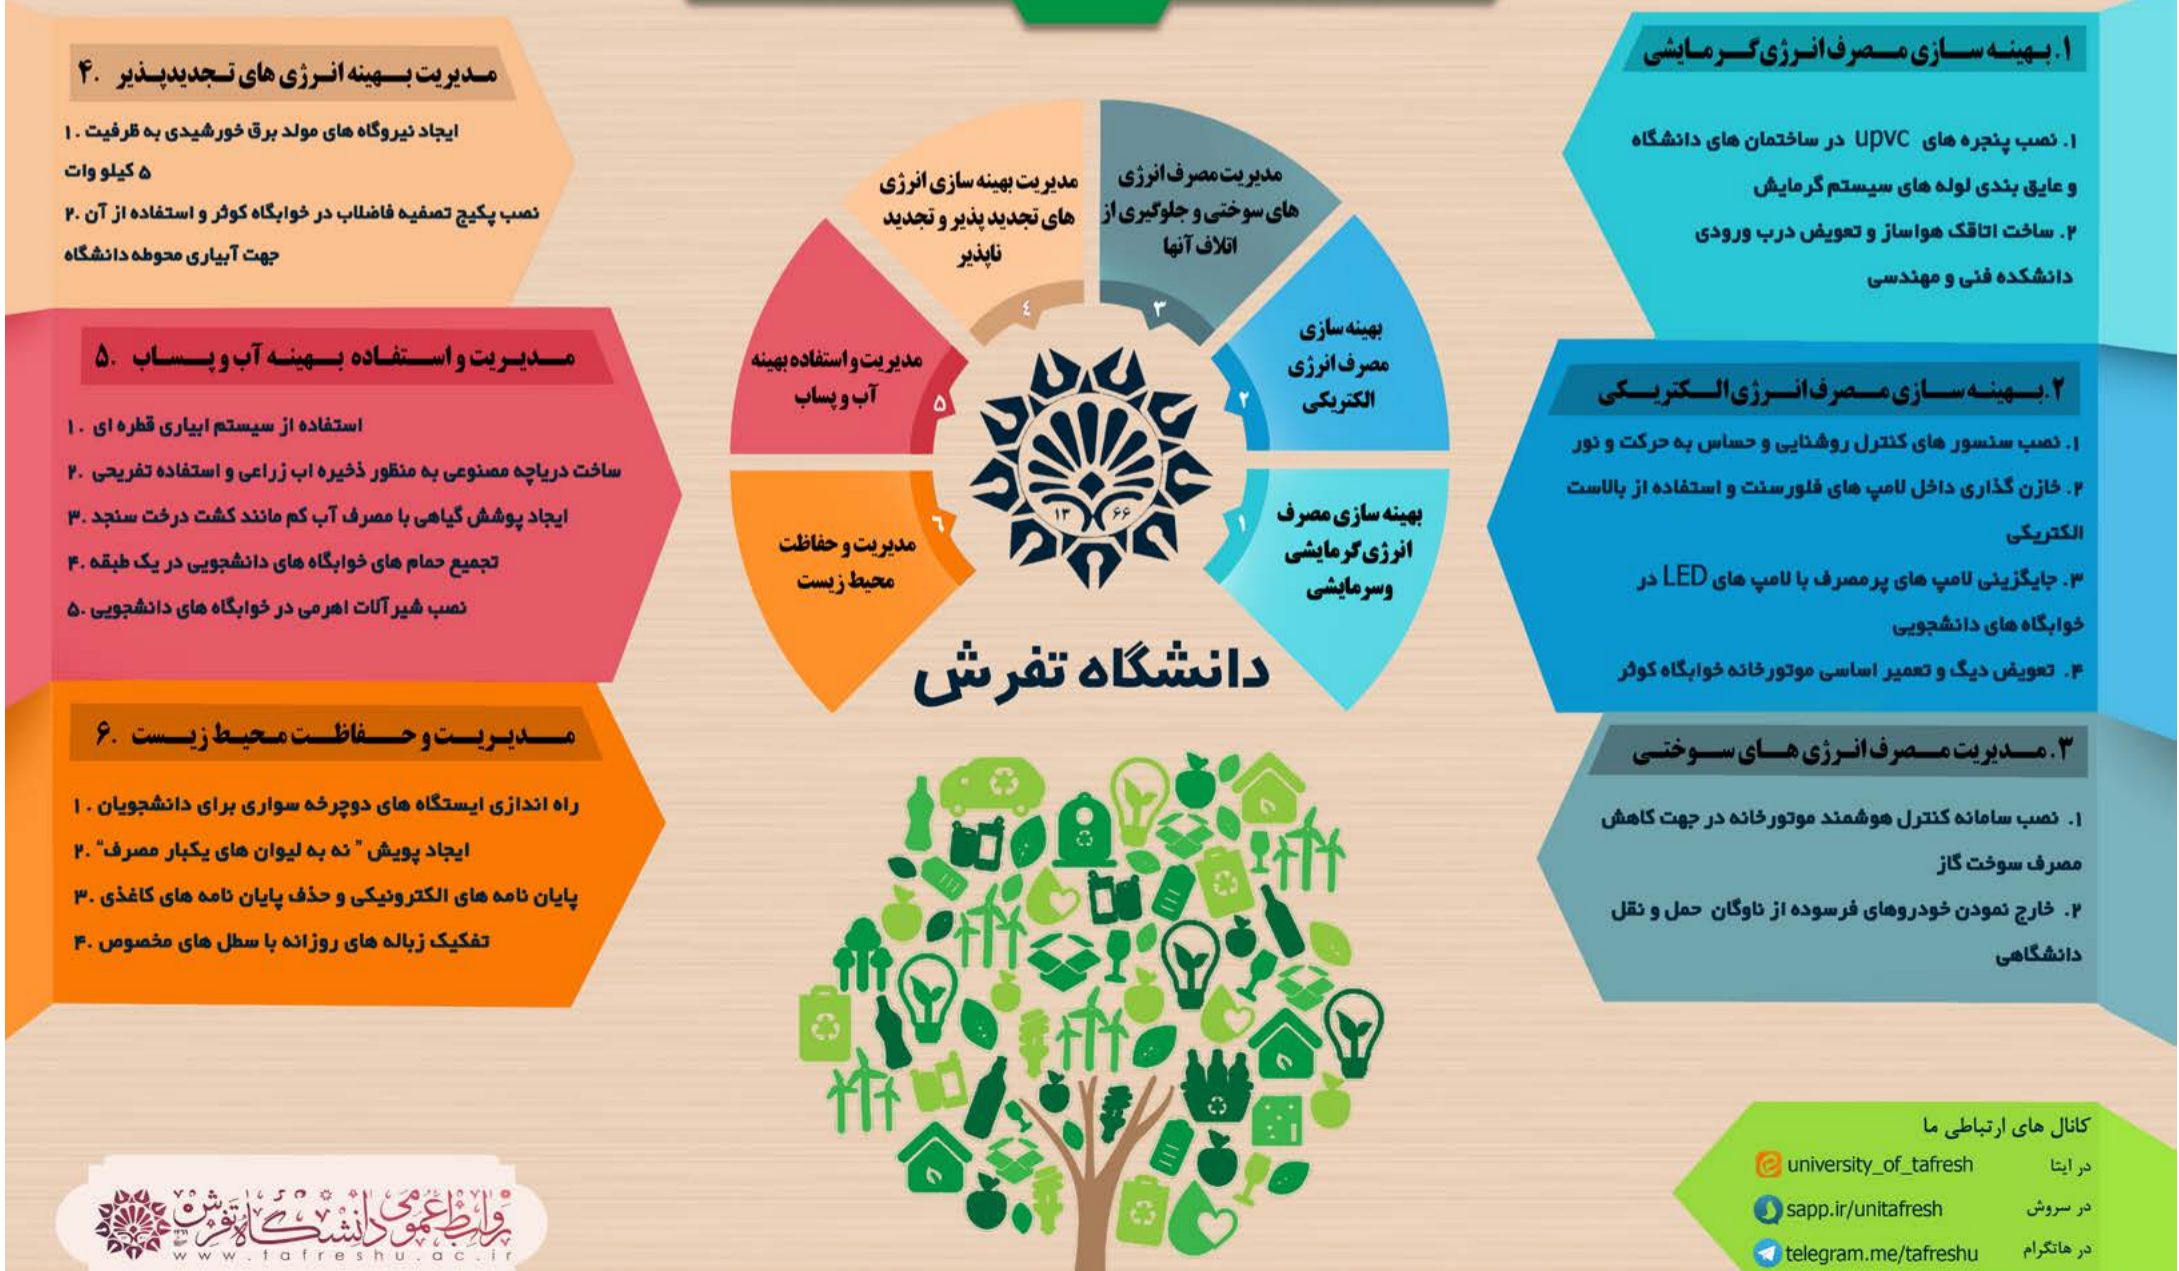 ۱. بهینه سازی مصرف انرژی گرمایشی
۱. نصب پنجره های upvc در ساختمان های دانشگاه
و عایق بندی لوله های سیستم گرمایش
۲. ساخت اتاقک هواساز و تعویض درب ورودی
دانشکده فنی و مهندسی
۲. بهینه سازی مصرف انرژی الکتریکی
۱. نصب سنسور های کنترل روشنایی و حساس به حرکت و نور
۲. خازن گذاری داخل لامپ های فلورسنت و استفاده از بالاست
الکتریکی
۳. جایگزینی لامپ های پرمصرف با لامپ های LED در
خوابگاه های دانشجویی
۴. تعویض دیگ و تعمیر اساسی موتورخانه خوابگاه کوثر
۳. مدیریت مصرف انرژی های سوختی
۱. نصب سامانه کنترل هوشمند موتورخانه در جهت کاهش
مصرف سوخت گاز
۲. خارج نمودن خودروهای فرسوده از ناوگان حمل و نقل
دانشگاهی
مدیریت مصرف انرژی
های سوختی و جلوگیری از
اتلاف آنها
۳
مدیریت بهینه سازی انرژی
های تجدید پذیر و تجدید
ناپذیر
٤
بهینه سازی
مصرف انرژی
الکتریکی
۲
مدیریت و استفاده بهینه
آب و پساب
۵
بهینه سازی مصرف
انرژی گرمایشی
وسرمایشی
۱
مدیریت و حفاظت
محیط زیست
٦
۱۳ ۶۶
دانشگاه تفرش
مدیریت بهینه انرژی های تجدیدپذیر .۴
ایجاد نیروگاه های مولد برق خورشیدی به ظرفیت .۱
۵ کیلو وات
نصب پکیج تصفیه فاضلاب در خوابگاه کوثر و استفاده از آن .۲
جهت آبیاری محوطه دانشگاه
مدیریت و استفاده بهینه آب و پساب .۵
استفاده از سیستم ابیاری قطره ای .۱
ساخت دریاچه مصنوعی به منظور ذخیره اب زراعی و استفاده تفریحی .۲
ایجاد پوشش گیاهی با مصرف آب کم مانند کشت درخت سنجد .۳
تجمیع حمام های خوابگاه های دانشجویی در یک طبقه .۴
نصب شیرآلات اهرمی در خوابگاه های دانشجویی .۵
مدیریت و حفاظت محیط زیست .۶
راه اندازی ایستگاه های دوچرخه سواری برای دانشجویان .۱
ایجاد پویش " نه به لیوان های یکبار مصرف" .۲
پایان نامه های الکترونیکی و حذف پایان نامه های کاغذی .۳
تفکیک زباله های روزانه با سطل های مخصوص .۴
کانال های ارتباطی ما
در ایتا university_of_tafresh
در سروش sapp.ir/unitafresh
در هاتگرام telegram.me/tafreshu
روابط عمومی دانشگاه تفرش
www.tafreshu.ac.ir